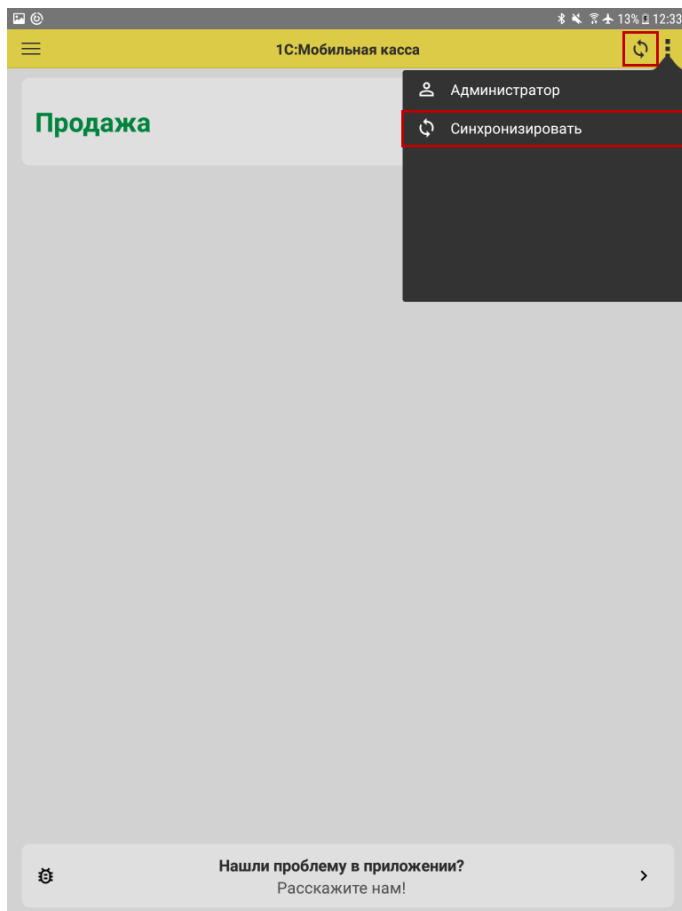 13% 12:33
1С:Мобильная касса
Администратор
Продажа
Синхронизировать
Нашли проблему в приложении?
Расскажите нам!